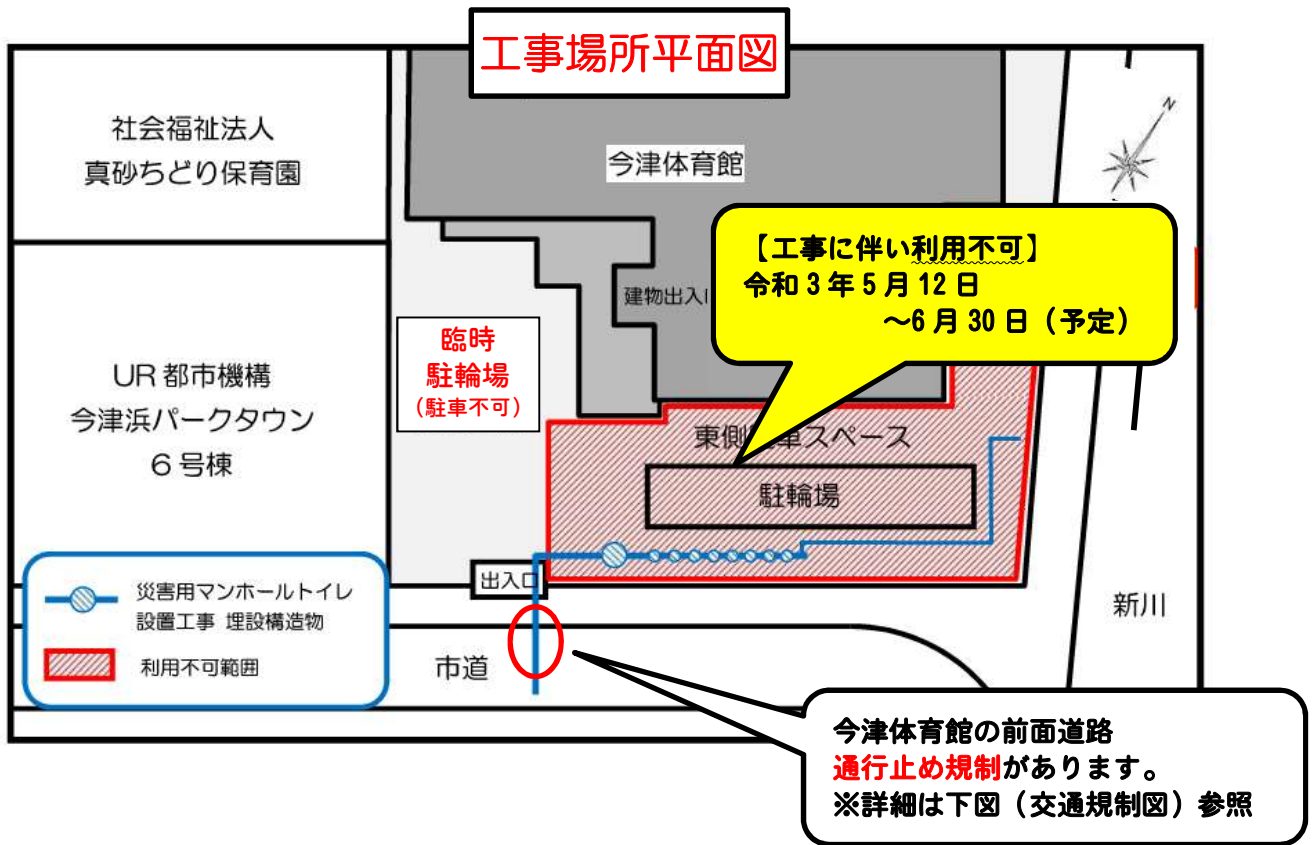 工事場所平面図
社会福祉法人
真砂ちどり保育園
今津体育館
N
【工事に伴い利用不可】
令和3年5月12日
～6月30日（予定）
建物出入
臨時
駐輪場
（駐車不可）
UR都市機構
今津浜パークタウン
6号棟
東側 車スペース
駐輪場
出入口
災害用マンホールトイレ
設置工事 埋設構造物
利用不可範囲
市道
新川
今津体育館の前面道路
通行止め規制があります。
※詳細は下図（交通規制図）参照